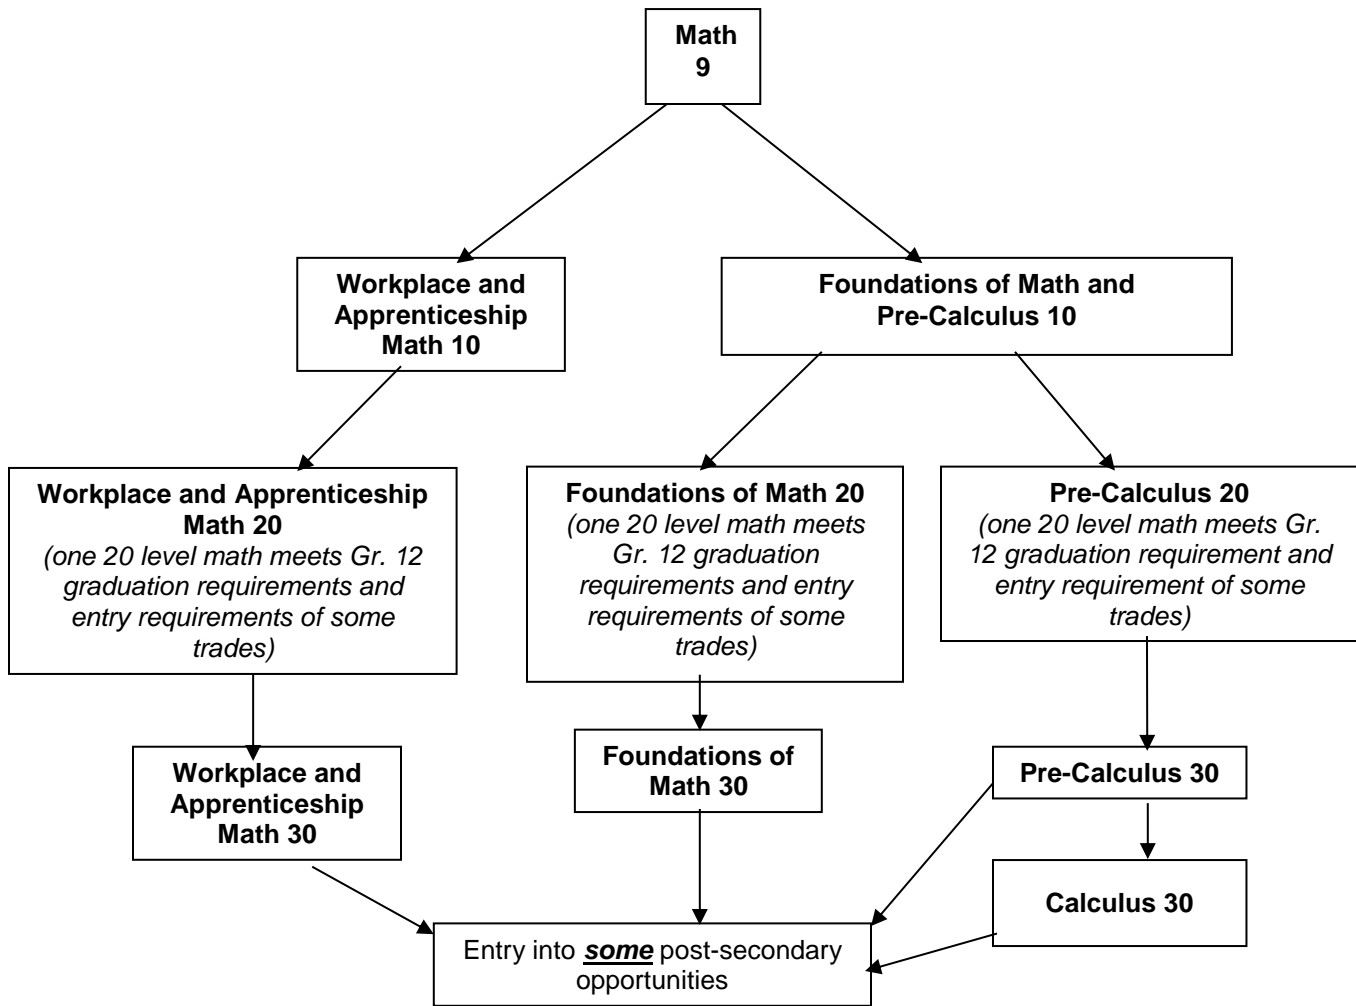 Math
9
Workplace and
Apprenticeship
Math 10
Foundations of Math and
Pre-Calculus 10
Workplace and Apprenticeship
Math 20
(one 20 level math meets Gr. 12
graduation requirements and
entry requirements of some
trades)
Foundations of Math 20
(one 20 level math meets
Gr. 12 graduation
requirements and entry
requirements of some
trades)
Pre-Calculus 20
(one 20 level math meets Gr.
12 graduation requirement and
entry requirement of some
trades)
Workplace and
Apprenticeship
Math 30
Foundations of
Math 30
Pre-Calculus 30
Calculus 30
Entry into some post-secondary
opportunities